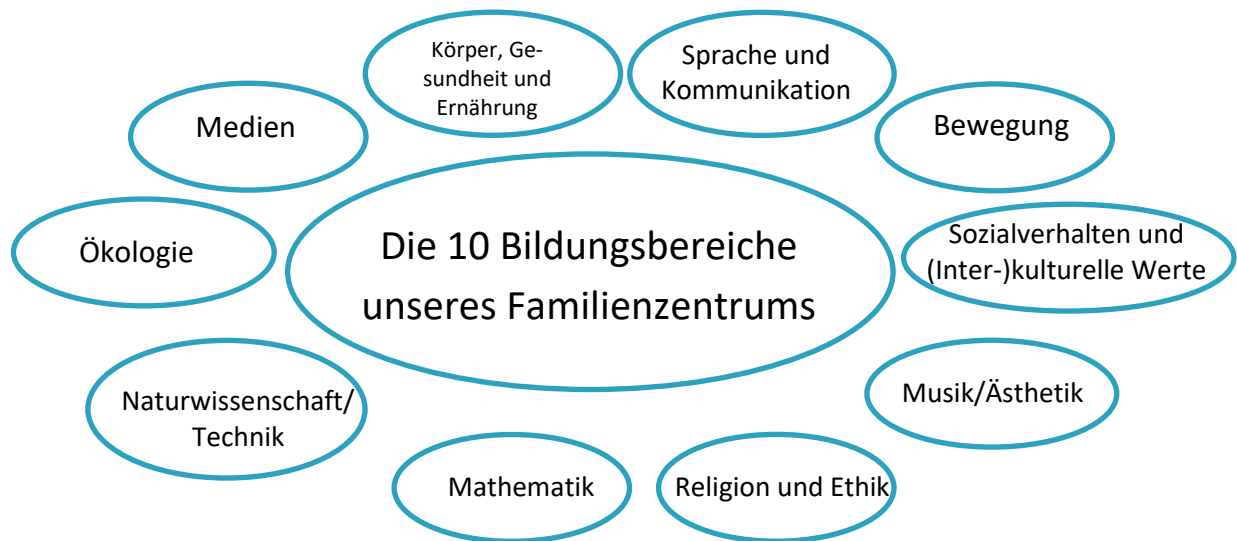 Körper, Ge-
sundheit und
Ernährung
Sprache und
Kommunikation
Medien
Bewegung
Ökologie
Die 10 Bildungsbereiche
unseres Familienzentrums
Sozialverhalten und
(Inter-)kulturelle Werte
Naturwissenschaft/
Technik
Musik/Ästhetik
Mathematik
Religion und Ethik